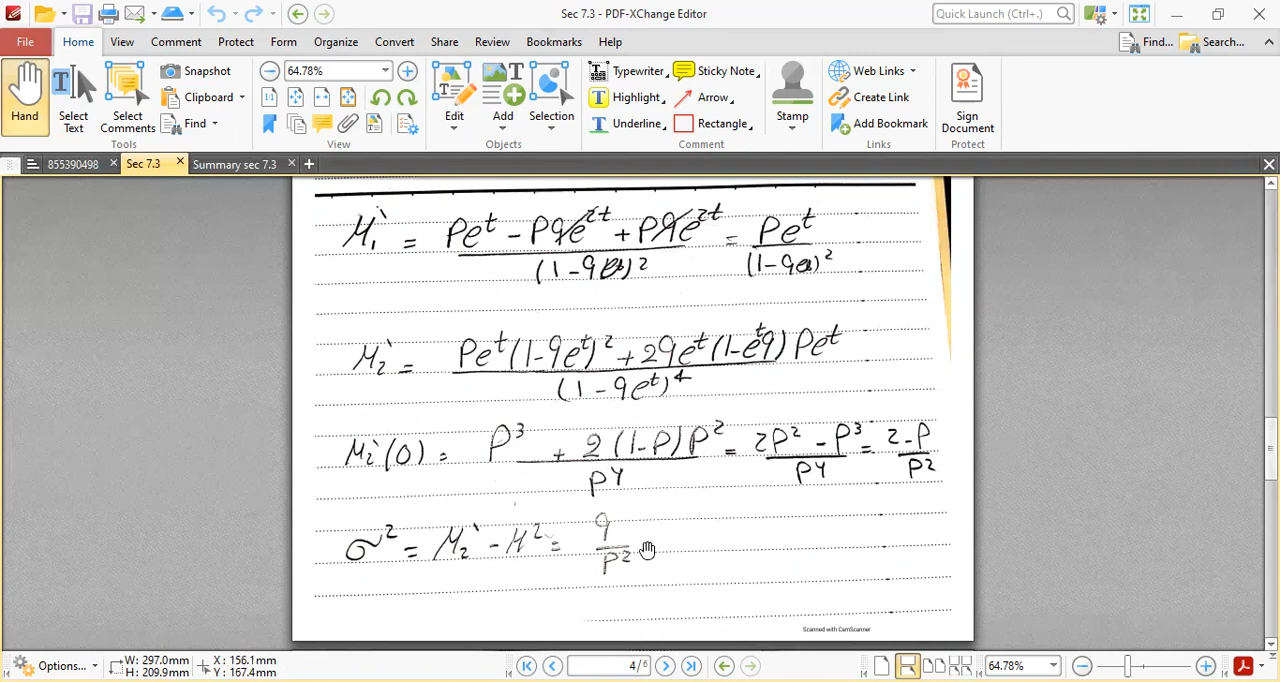 Sec 7.3 - PDF-XChange Editor
Quick Launch (Ctrl+.)
File Home View Comment Protect Form Organize Convert Share Review Bookmarks Help Find... Search...
Hand
Select Text
Select Comments
Snapshot
Clipboard
Find
Tools
64.78%
View
Edit
Add
Selection
Objects
Typewriter
Highlight
Underline
Sticky Note
Arrow
Rectangle
Comment
Stamp
Web Links
Create Link
Add Bookmark
Links
Sign Document
Protect
855390498 Sec 7.3 Summary sec 7.3
M₁` = (Pe^t - Pqe^2t + Pqe^2t) / (1-qe)² = Pe^t / (1-qe)²
M₂` = (Pe^t(1-qe^t)² + 2qe^t(1-e^tq)Pe^t) / (1-qe^t)⁴
M₂`(0) = (P³ + 2(1-P)P²) / P⁴ = (2P² - P³) / P⁴ = (2-P) / P²
σ² = M₂` - M² = q / P²
Scanned with CamScanner
Options...
W: 297.0mm
H: 209.9mm
X: 156.1mm
Y: 167.4mm
4/6
64.78%